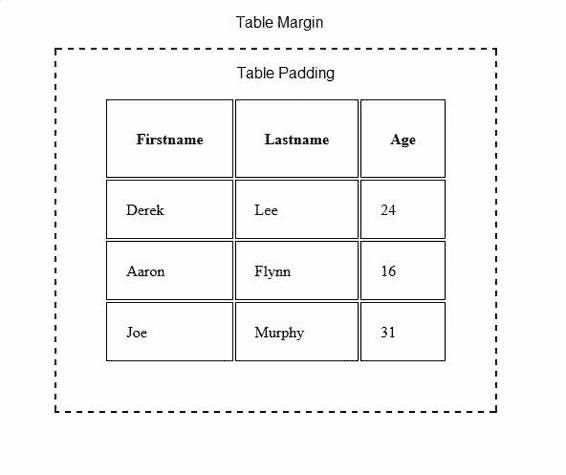 Table Margin
Table Padding
Firstname Lastname Age
Derek Lee 24
Aaron Flynn 16
Joe Murphy 31